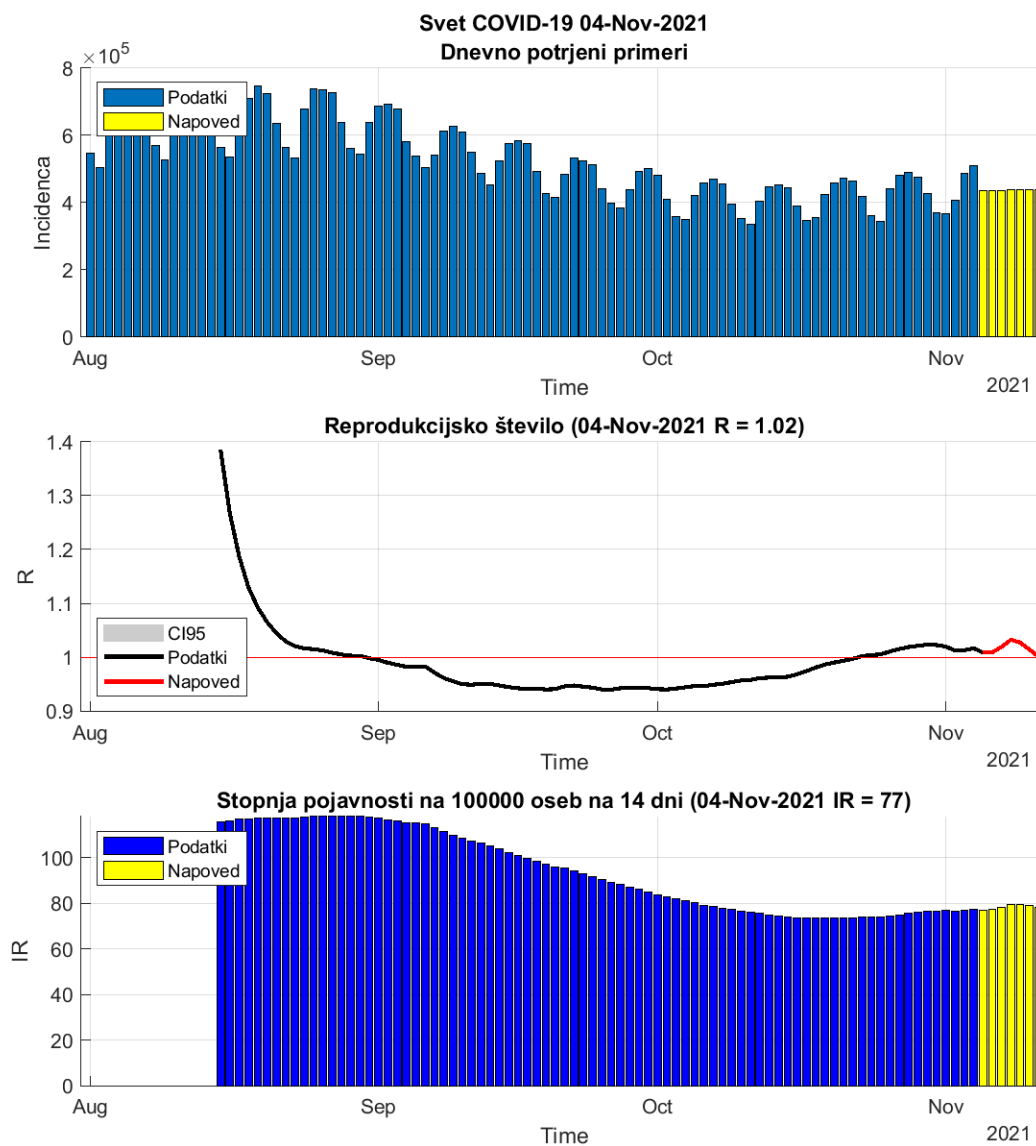 Svet COVID-19 04-Nov-2021
Dnevno potrjeni primeri
×10⁵
8
6
4
2
0
Incidenca
Podatki
Napoved
Aug
Sep
Oct
Nov
Time
2021
Reprodukcijsko število (04-Nov-2021 R = 1.02)
1.4
1.3
1.2
1.1
1
0.9
R
CI95
Podatki
Napoved
Aug
Sep
Oct
Nov
Time
2021
Stopnja pojavnosti na 100000 oseb na 14 dni (04-Nov-2021 IR = 77)
100
80
60
40
20
0
IR
Podatki
Napoved
Aug
Sep
Oct
Nov
Time
2021